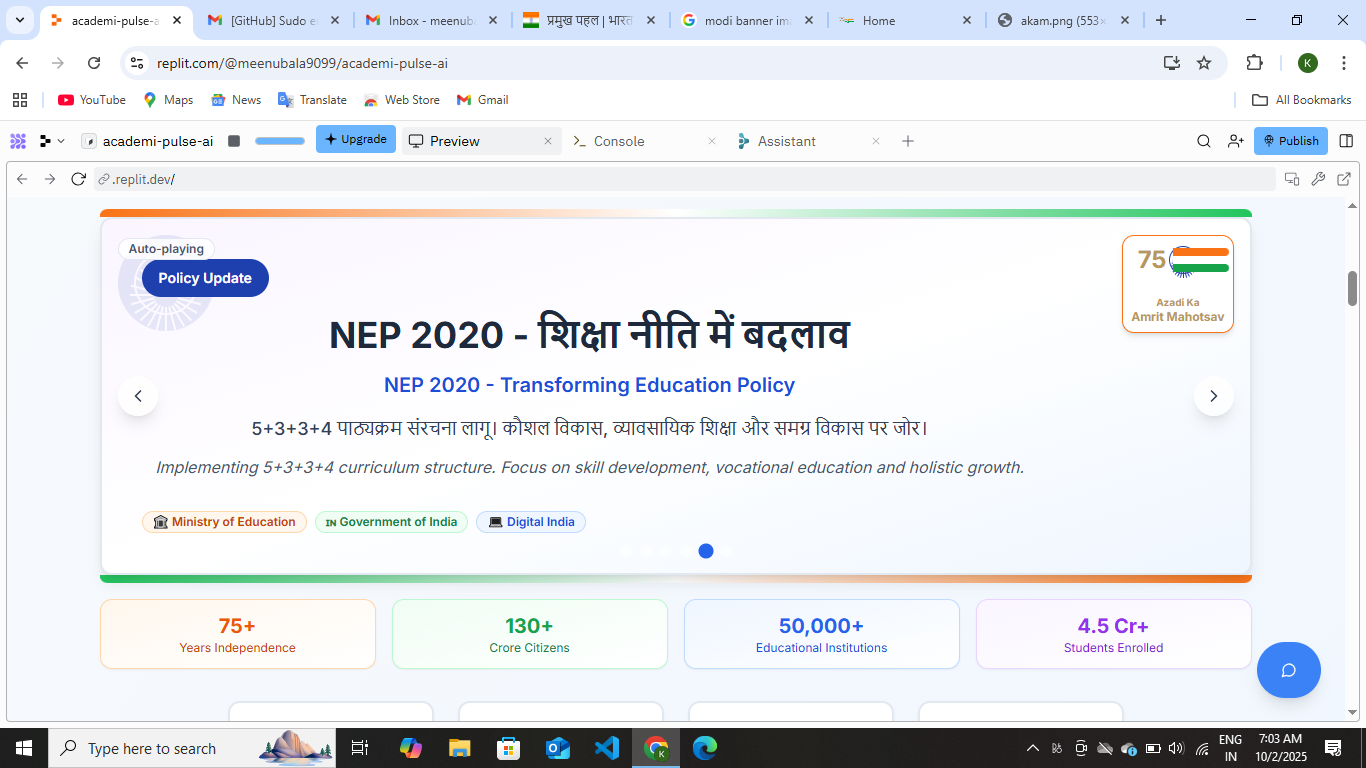 academi-pulse-a
[GitHub] Sudo e
Inbox - meenub
प्रमुख पहल | भारत
modi banner im
Home
akam.png (553×
replit.com/@meenubala9099/academi-pulse-ai
K
YouTube
Maps
News
Translate
Web Store
Gmail
All Bookmarks
academi-pulse-ai
Upgrade
Preview
Console
Assistant
Publish
.replit.dev/
Auto-playing
Policy Update
75
Azadi Ka
Amrit Mahotsav
NEP 2020 - शिक्षा नीति में बदलाव
NEP 2020 - Transforming Education Policy
5+3+3+4 पाठ्यक्रम संरचना लागू। कौशल विकास, व्यावसायिक शिक्षा और समग्र विकास पर जोर।
Implementing 5+3+3+4 curriculum structure. Focus on skill development, vocational education and holistic growth.
Ministry of Education
IN Government of India
Digital India
75+
Years Independence
130+
Crore Citizens
50,000+
Educational Institutions
4.5 Cr+
Students Enrolled
Type here to search
ENG
IN
7:03 AM
10/2/2025